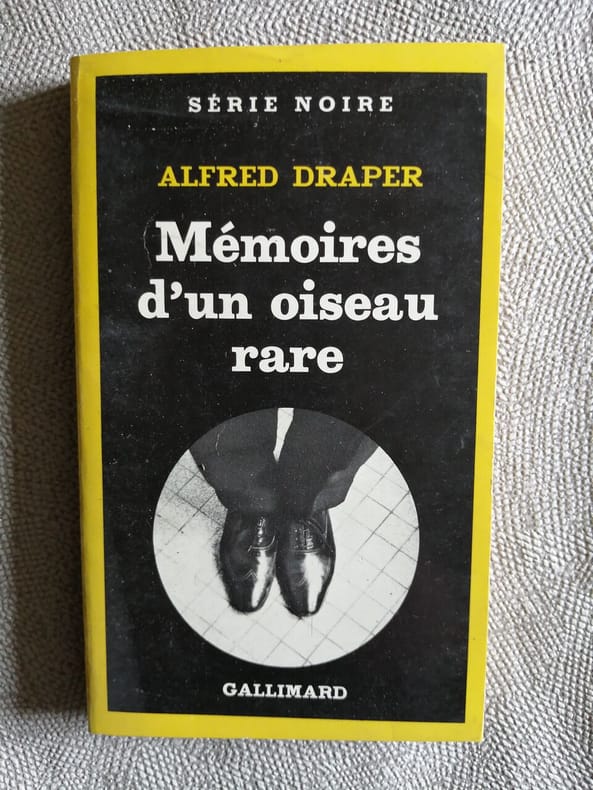 SÉRIE NOIRE
ALFRED DRAPER
Mémoires
d'un oiseau
rare
GALLIMARD